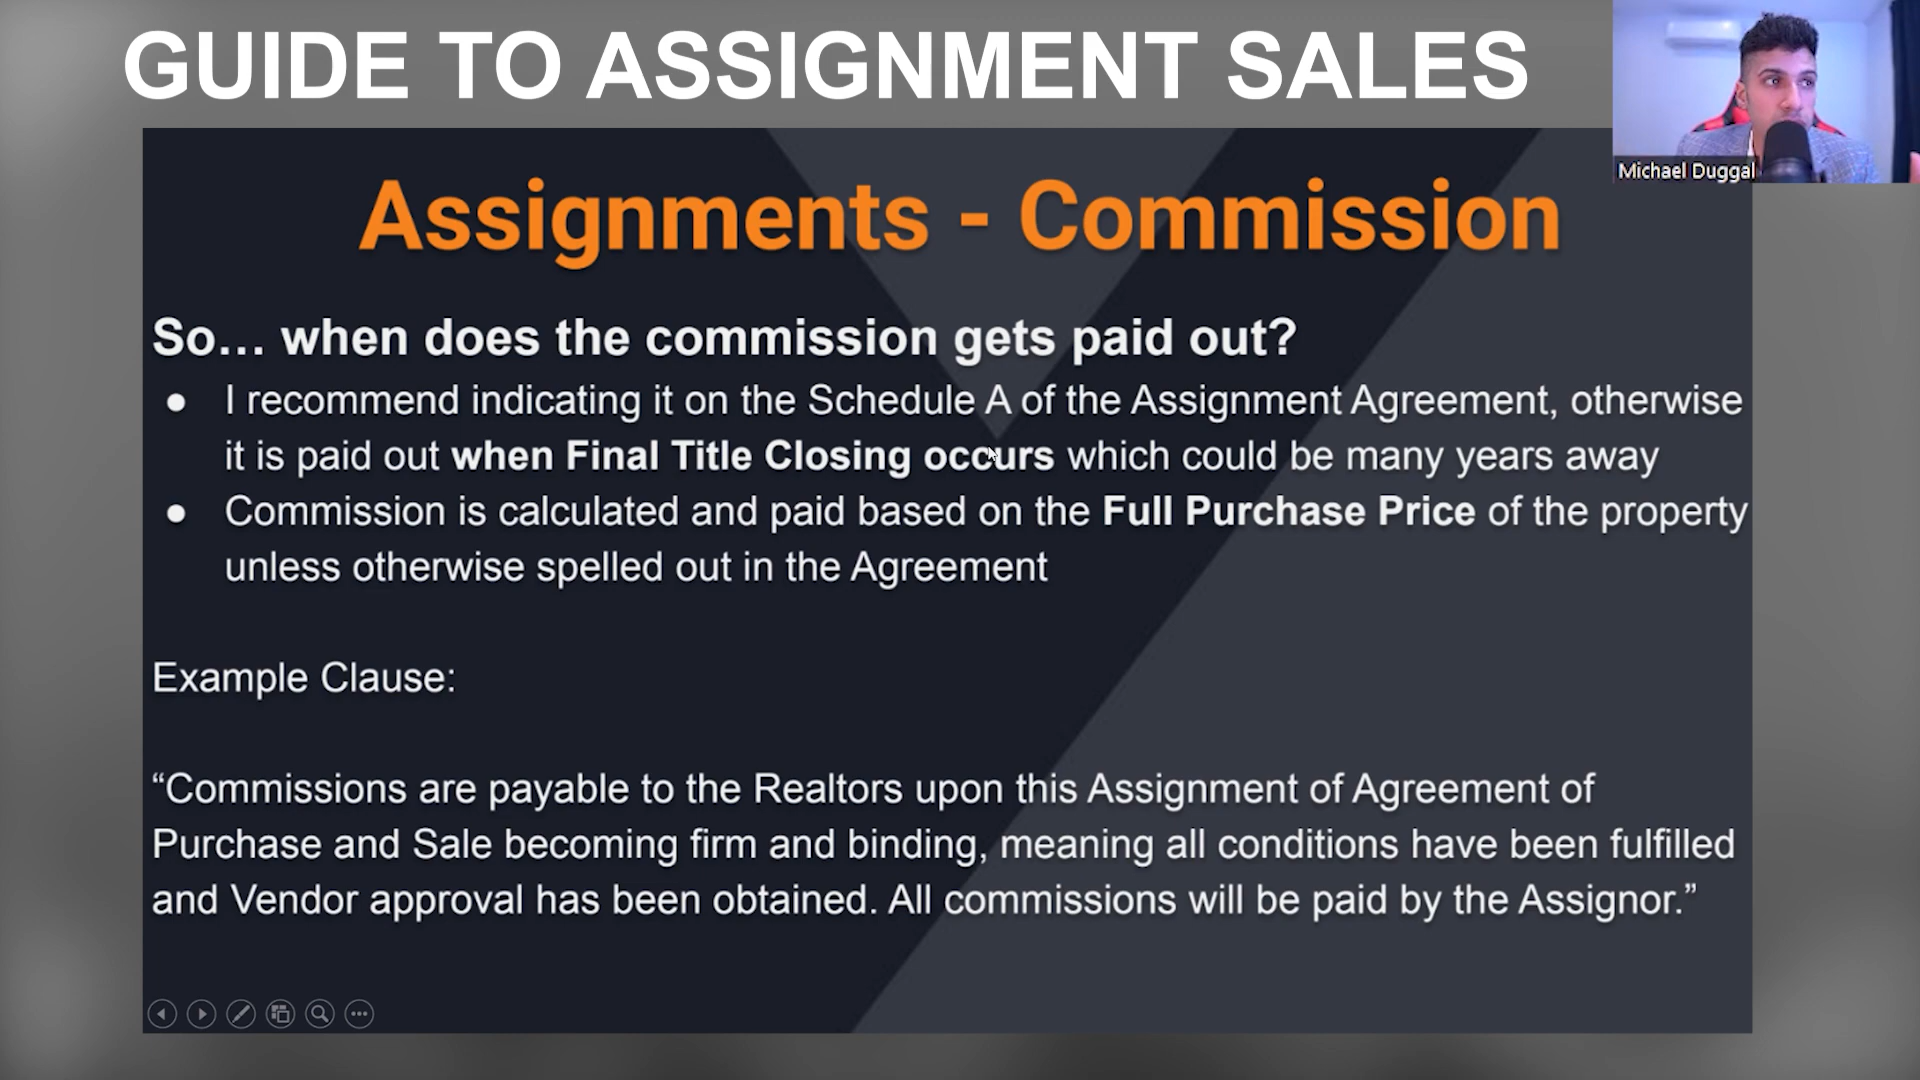 GUIDE TO ASSIGNMENT SALES
Michael Duggal
Assignments - Commission
So... when does the commission gets paid out?
● I recommend indicating it on the Schedule A of the Assignment Agreement, otherwise
it is paid out when Final Title Closing occurs which could be many years away
● Commission is calculated and paid based on the Full Purchase Price of the property
unless otherwise spelled out in the Agreement
Example Clause:
“Commissions are payable to the Realtors upon this Assignment of Agreement of
Purchase and Sale becoming firm and binding, meaning all conditions have been fulfilled
and Vendor approval has been obtained. All commissions will be paid by the Assignor.”